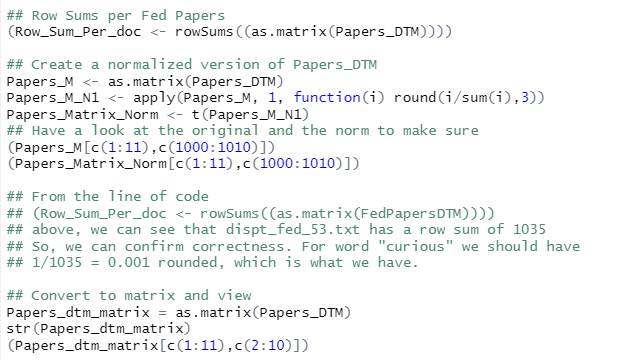 ## Row Sums per Fed Papers
(Row_Sum_Per_doc <- rowSums((as.matrix(Papers_DTM))))
## Create a normalized version of Papers_DTM
Papers_M <- as.matrix(Papers_DTM)
Papers_M_N1 <- apply(Papers_M, 1, function(i) round(i/sum(i),3))
Papers_Matrix_Norm <- t(Papers_M_N1)
## Have a look at the original and the norm to make sure
(Papers_M[c(1:11),c(1000:1010)])
(Papers_Matrix_Norm[c(1:11),c(1000:1010)])
## From the line of code
## (Row_Sum_Per_doc <- rowSums((as.matrix(FedPapersDTM))))
## above, we can see that dispt_fed_53.txt has a row sum of 1035
## So, we can confirm correctness. For word "curious" we should have
## 1/1035 = 0.001 rounded, which is what we have.
## Convert to matrix and view
Papers_dtm_matrix = as.matrix(Papers_DTM)
str(Papers_dtm_matrix)
(Papers_dtm_matrix[c(1:11),c(2:10)])